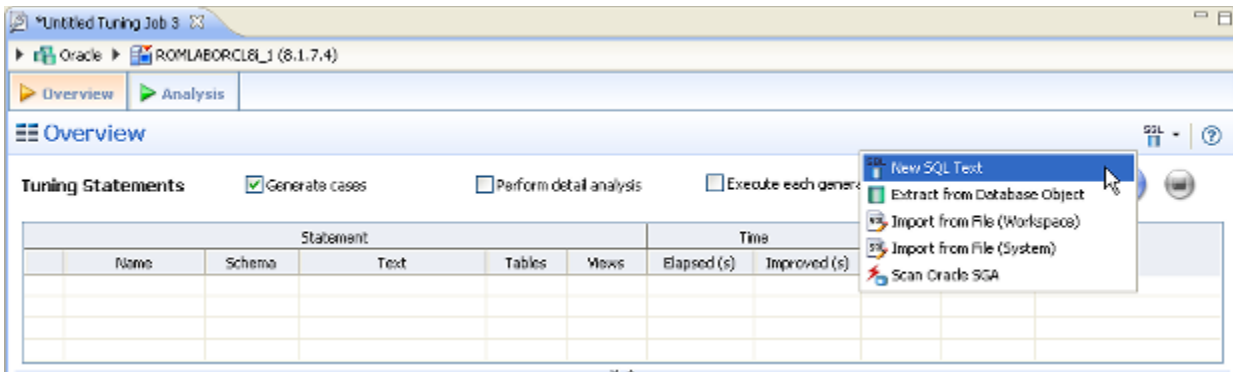 *Untitled Tuning Job 3
Oracle ROMLABORCL8i_1 (8.1.7.4)
Overview Analysis
Overview SQL
Tuning Statements Generate cases Perform detail analysis Execute each genera
New SQL Text
Extract from Database Object
Import from File (Workspace)
Import from File (System)
Scan Oracle SGA
Statement Time
Name Schema Text Tables Views Elapsed (s) Improved (s)